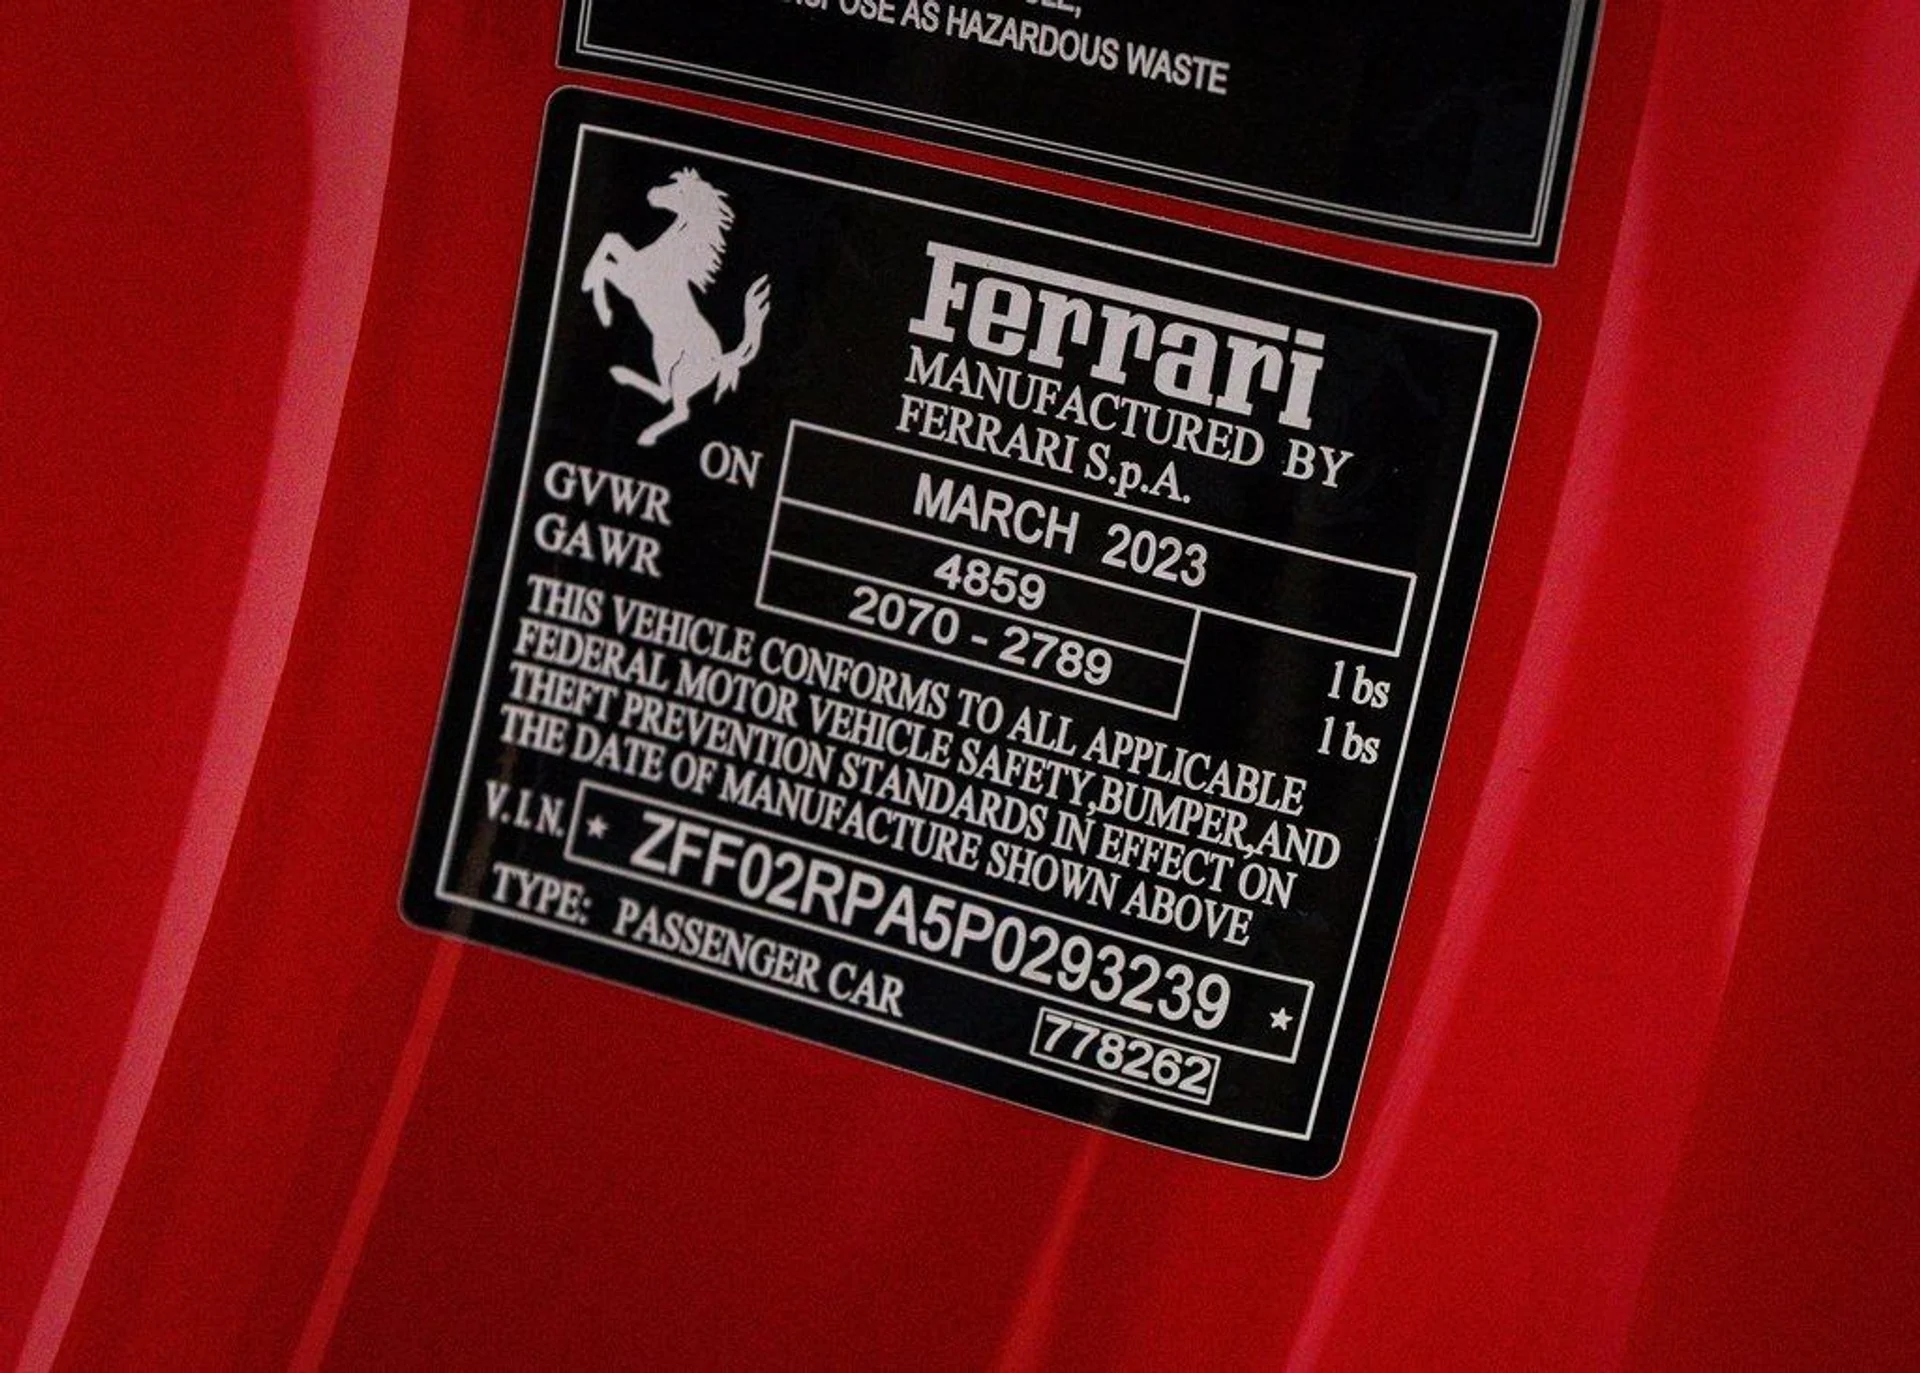 AS HAZARDOUS WASTE
Ferrari
MANUFACTURED BY
FERRARI S.p.A.
ON MARCH 2023
GVWR 4859 lbs
GAWR 2070 - 2789 lbs
THIS VEHICLE CONFORMS TO ALL APPLICABLE
FEDERAL MOTOR VEHICLE SAFETY,BUMPER,AND
THEFT PREVENTION STANDARDS IN EFFECT ON
THE DATE OF MANUFACTURE SHOWN ABOVE
V.I.N. ★ ZFF02RPA5P0293239 ★
TYPE: PASSENGER CAR
778262